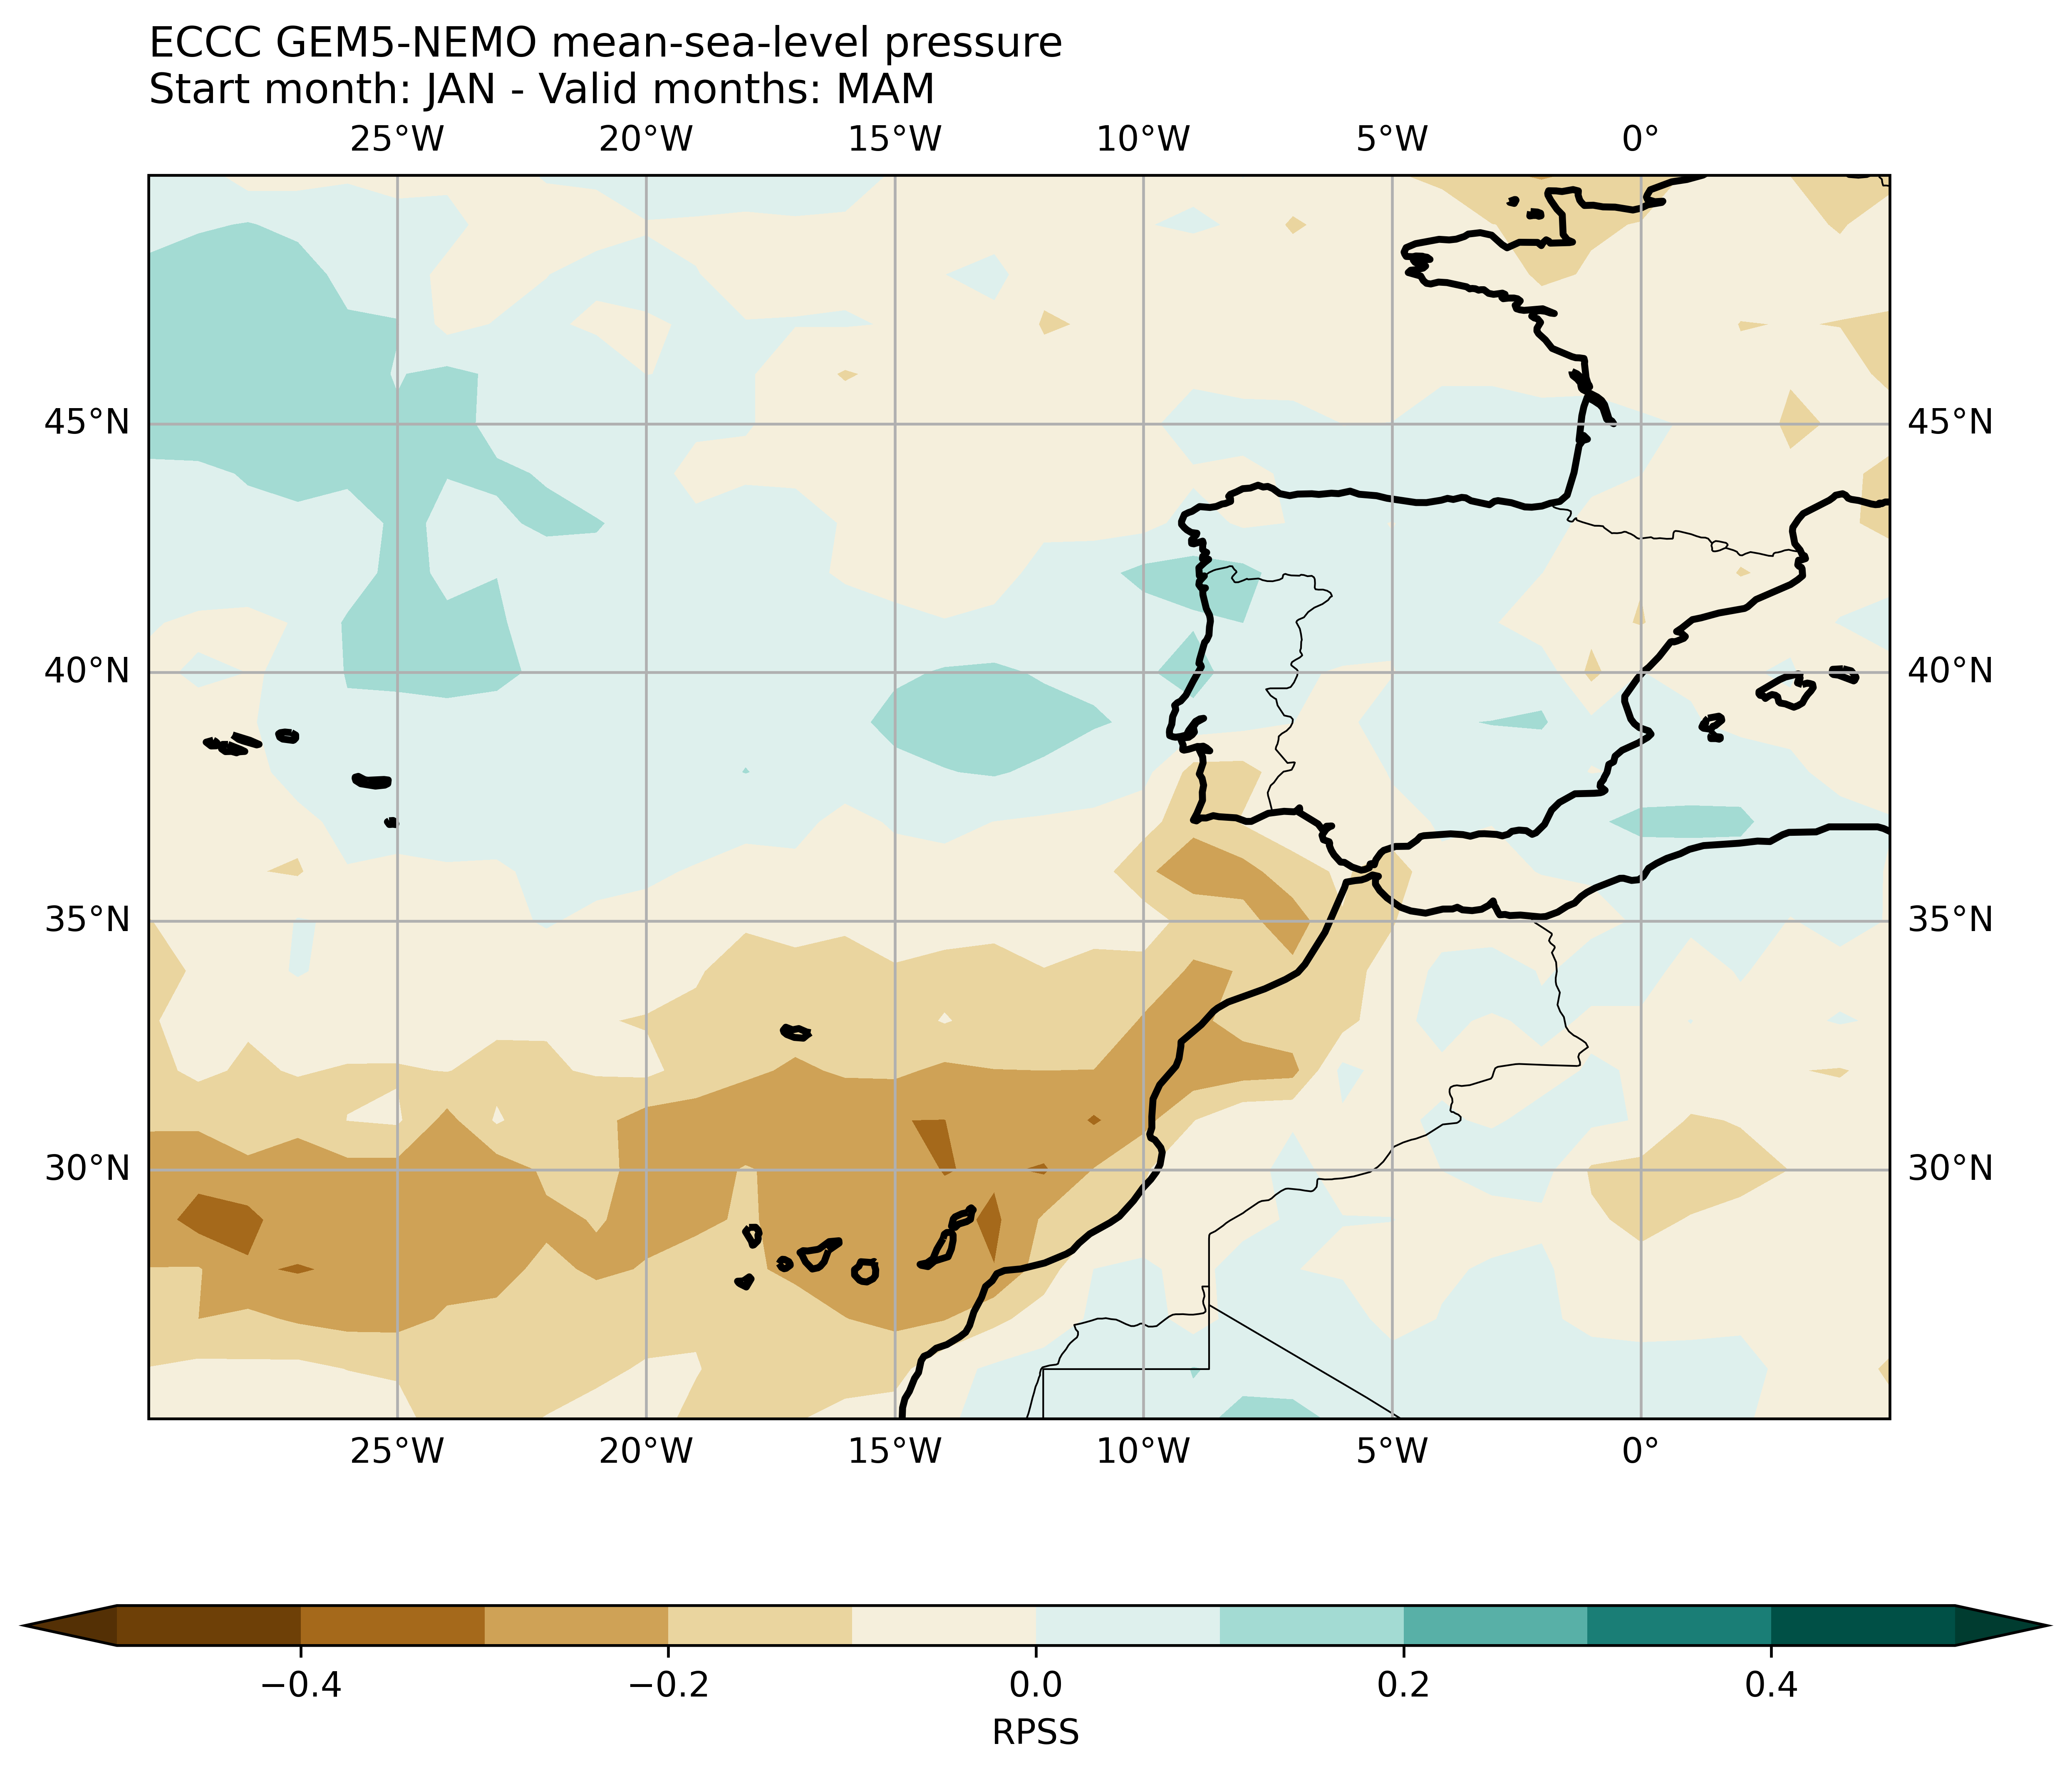 ECCC GEM5-NEMO mean-sea-level pressure
Start month: JAN - Valid months: MAM
25°W 20°W 15°W 10°W 5°W 0°
45°N 45°N
40°N 40°N
35°N 35°N
30°N 30°N
25°W 20°W 15°W 10°W 5°W 0°
−0.4 −0.2 0.0 0.2 0.4
RPSS